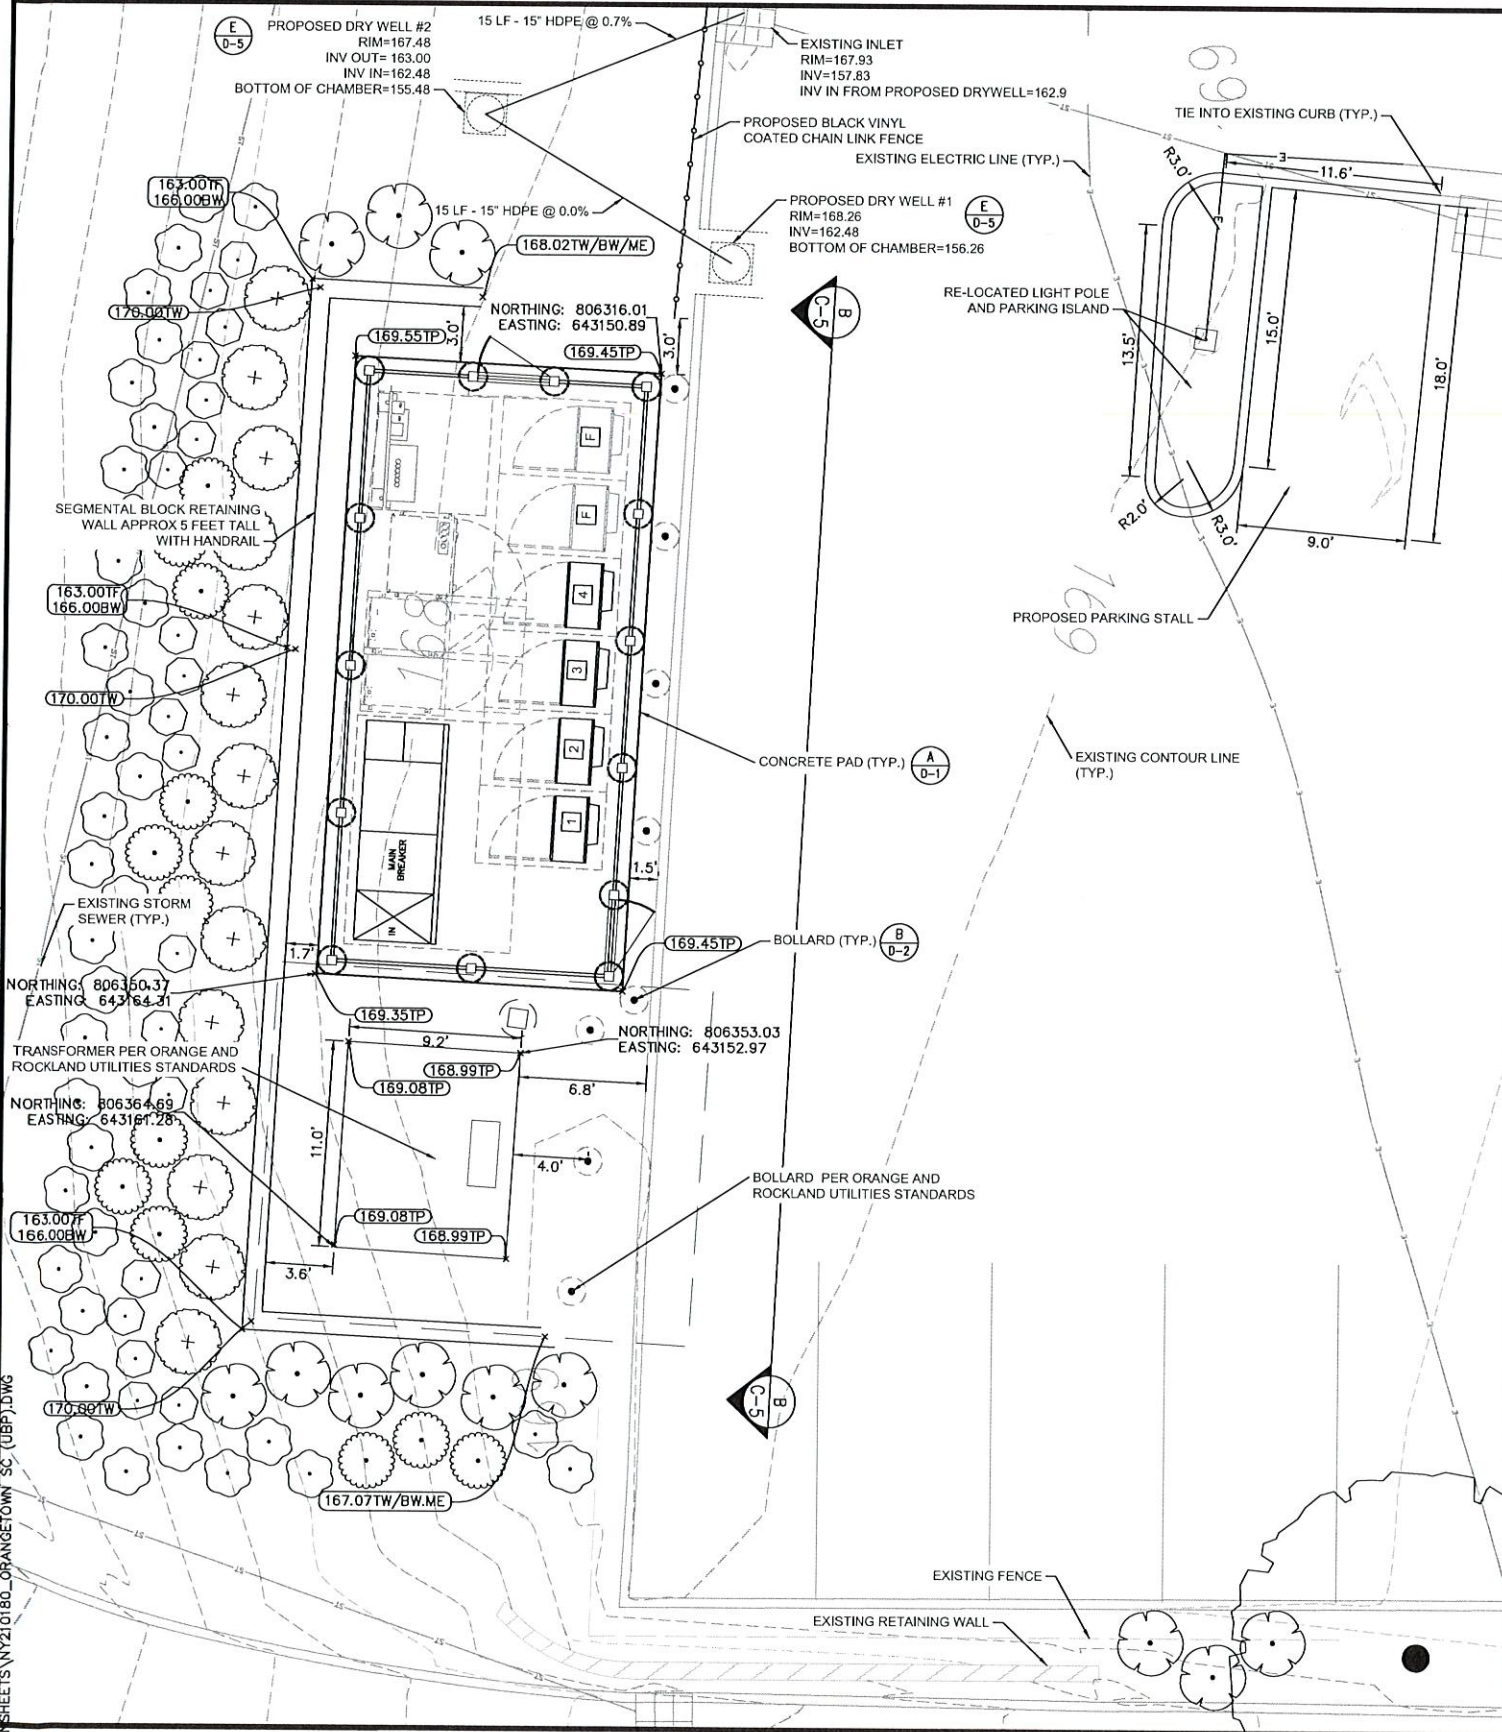 E
D-5
PROPOSED DRY WELL #2
RIM=167.48
INV OUT= 163.00
INV IN=162.48
BOTTOM OF CHAMBER=155.48
15 LF - 15" HDPE @ 0.7%
EXISTING INLET
RIM=167.93
INV=157.83
INV IN FROM PROPOSED DRYWELL=162.9
PROPOSED BLACK VINYL
COATED CHAIN LINK FENCE
EXISTING ELECTRIC LINE (TYP.)
TIE INTO EXISTING CURB (TYP.)
69
R3.0'
11.6'
E
E
163.00TF
166.00BW
15 LF - 15" HDPE @ 0.0%
PROPOSED DRY WELL #1
RIM=168.26
INV=162.48
BOTTOM OF CHAMBER=156.26
E
D-5
168.02TW/BW/ME
170.00TW
NORTHING: 806316.01
EASTING: 643150.89
169.55TP
3.0'
169.45TP
3.0'
B
C-5
RE-LOCATED LIGHT POLE
AND PARKING ISLAND
13.5'
15.0'
18.0'
F
F
SEGMENTAL BLOCK RETAINING
WALL APPROX 5 FEET TALL
WITH HANDRAIL
R2.0'
R3.0'
9.0'
163.00TF
166.00BW
4
168
169
PROPOSED PARKING STALL
3
170.00TW
2
CONCRETE PAD (TYP.)
A
D-1
EXISTING CONTOUR LINE
(TYP.)
1
MAIN
BREAKER
1.5'
IN
EXISTING STORM
SEWER (TYP.)
1.7'
169.45TP
BOLLARD (TYP.)
B
D-2
NORTHING: 806350.37
EASTING: 643164.31
169.35TP
9.2'
NORTHING: 806353.03
EASTING: 643152.97
TRANSFORMER PER ORANGE AND
ROCKLAND UTILITIES STANDARDS
168.99TP
169.08TP
6.8'
NORTHING: 806364.69
EASTING: 643161.28
11.0'
4.0'
BOLLARD PER ORANGE AND
ROCKLAND UTILITIES STANDARDS
163.00TF
166.00BW
169.08TP
168.99TP
3.6'
170.00TW
B
C-5
167.07TW/BW.ME
EXISTING FENCE
EXISTING RETAINING WALL
NSHEETS\NY210180_ORANGETOWN SC (UBP).DWG